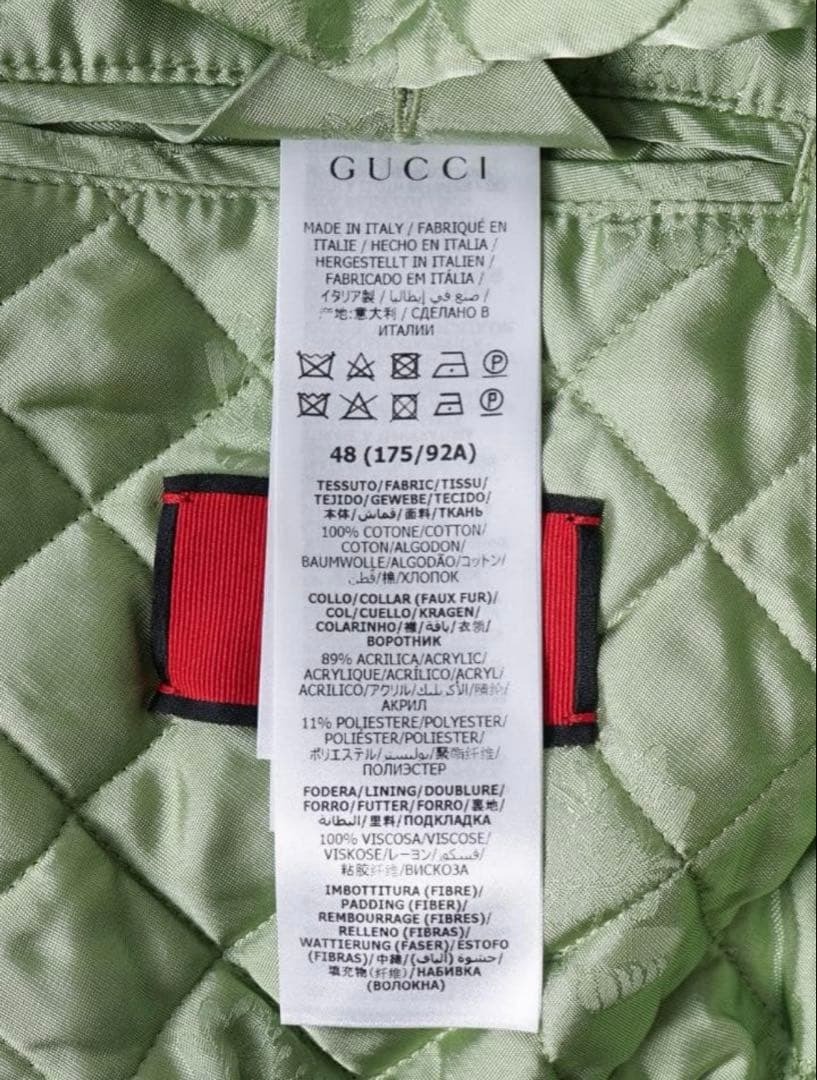 GUCCI
MADE IN ITALY / FABRIQUÉ EN
ITALIE / HECHO EN ITALIA /
HERGESTELLT IN ITALIEN /
FABRICADO EM ITÁLIA /
イタリア製 / صنع في إيطاليا /
产地:意大利 / СДЕЛАНО В
ИТАЛИИ
P
P
48 (175/92A)
TESSUTO/FABRIC/TISSU/
TEJIDO/GEWEBE/TECIDO/
本体/قماش/面料/ТКАНЬ
100% COTONE/COTTON/
COTON/ALGODON/
BAUMWOLLE/ALGODÃO/コットン/
قطن/棉/ХЛОПОК
COLLO/COLLAR (FAUX FUR)/
COL/CUELLO/KRAGEN/
COLARINHO/襟/ياقة/衣领/
ВОРОТНИК
89% ACRILICA/ACRYLIC/
ACRYLIQUE/ACRÍLICO/ACRYL/
ACRILICO/アクリル/الأكريليك/腈纶/
АКРИЛ
11% POLIESTERE/POLYESTER/
POLIÉSTER/POLIESTER/
ポリエステル/بوليستر/聚酯纤维/
ПОЛИЭСТЕР
FODERA/LINING/DOUBLURE/
FORRO/FUTTER/FORRO/裏地/
البطانة/里料/ПОДКЛАДКА
100% VISCOSA/VISCOSE/
VISKOSE/レーヨン/فسكوز/
粘胶纤维/ВИСКОЗА
IMBOTTITURA (FIBRE)/
PADDING (FIBER)/
REMBOURRAGE (FIBRES)/
RELLENO (FIBRAS)/
WATTIERUNG (FASER)/ESTOFO
(FIBRAS)/中綿/حشوة (ألياف)/
填充物(纤维)/НАБИВКА
(ВОЛОКНА)